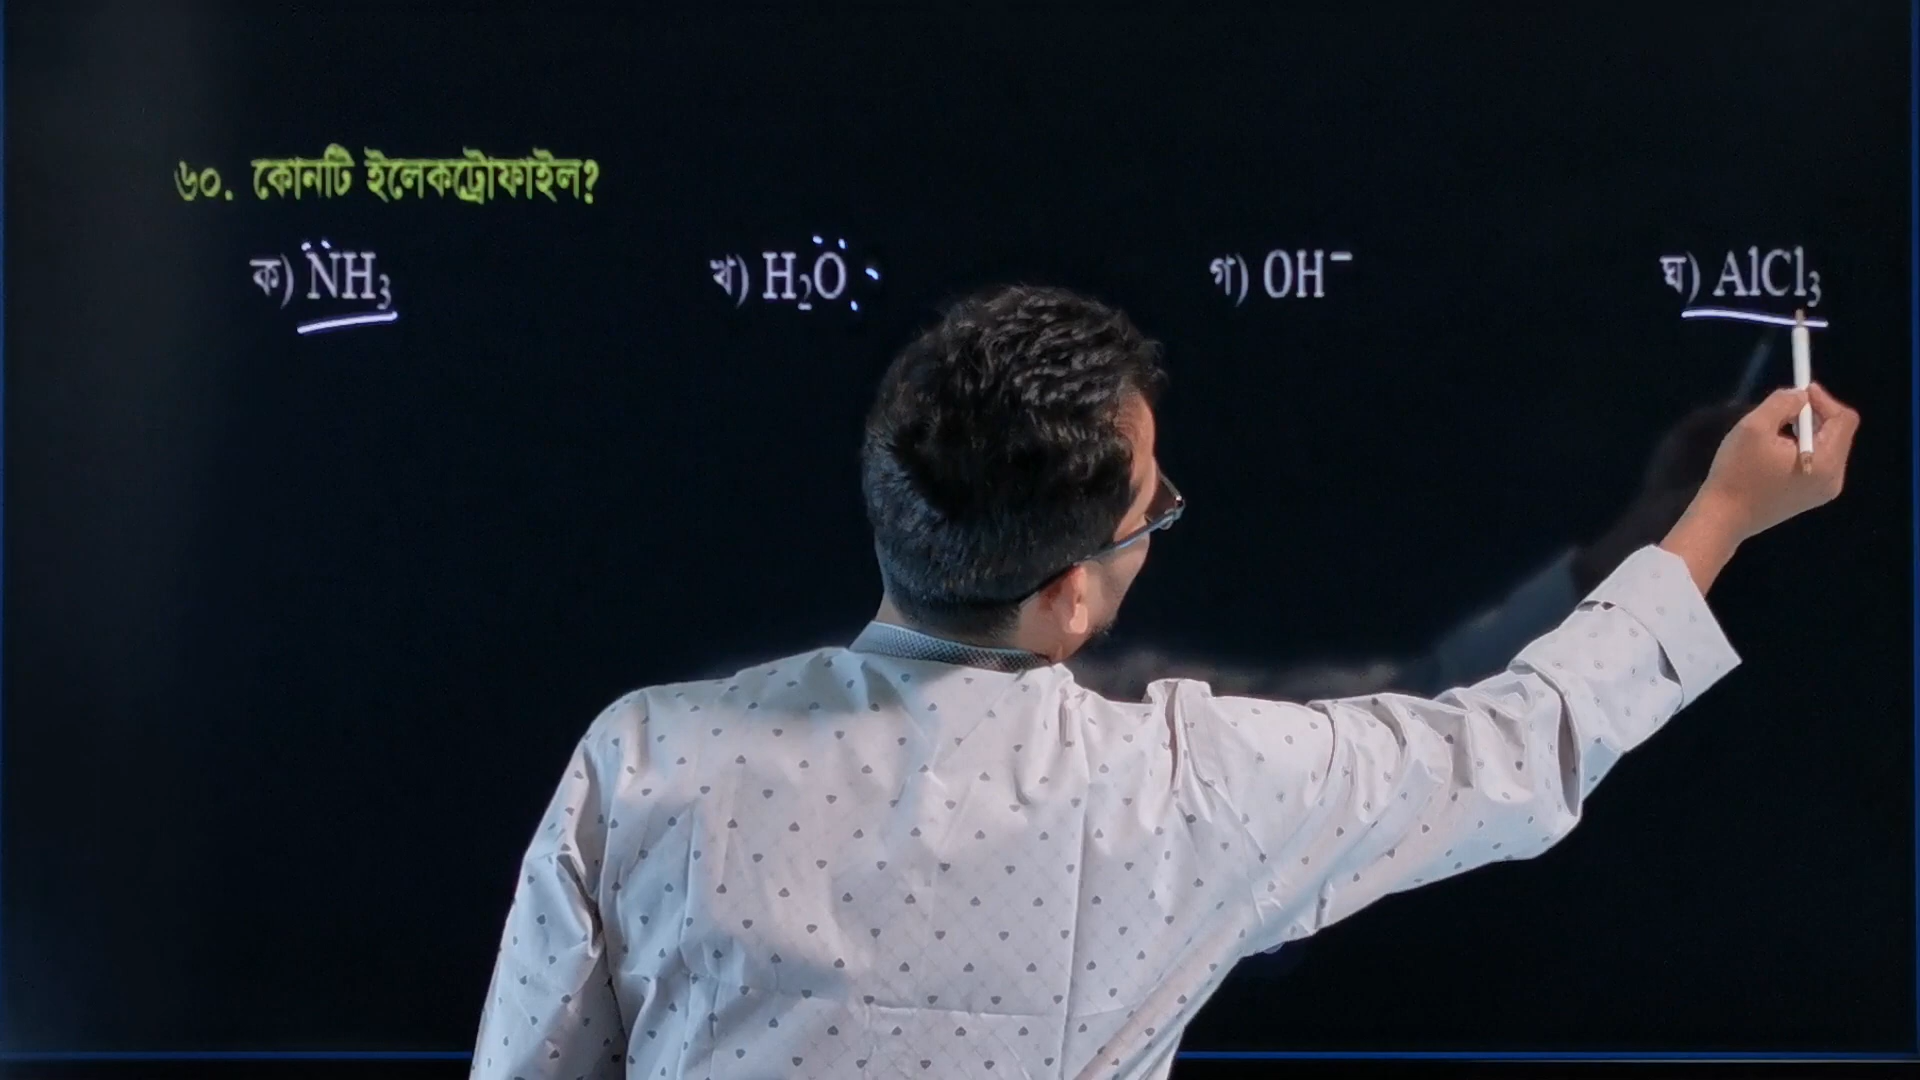 ৬০. কোনটি ইলেকট্রোফাইল?
ক) NH₃ খ) H₂O গ) OH⁻ ঘ) AlCl₃